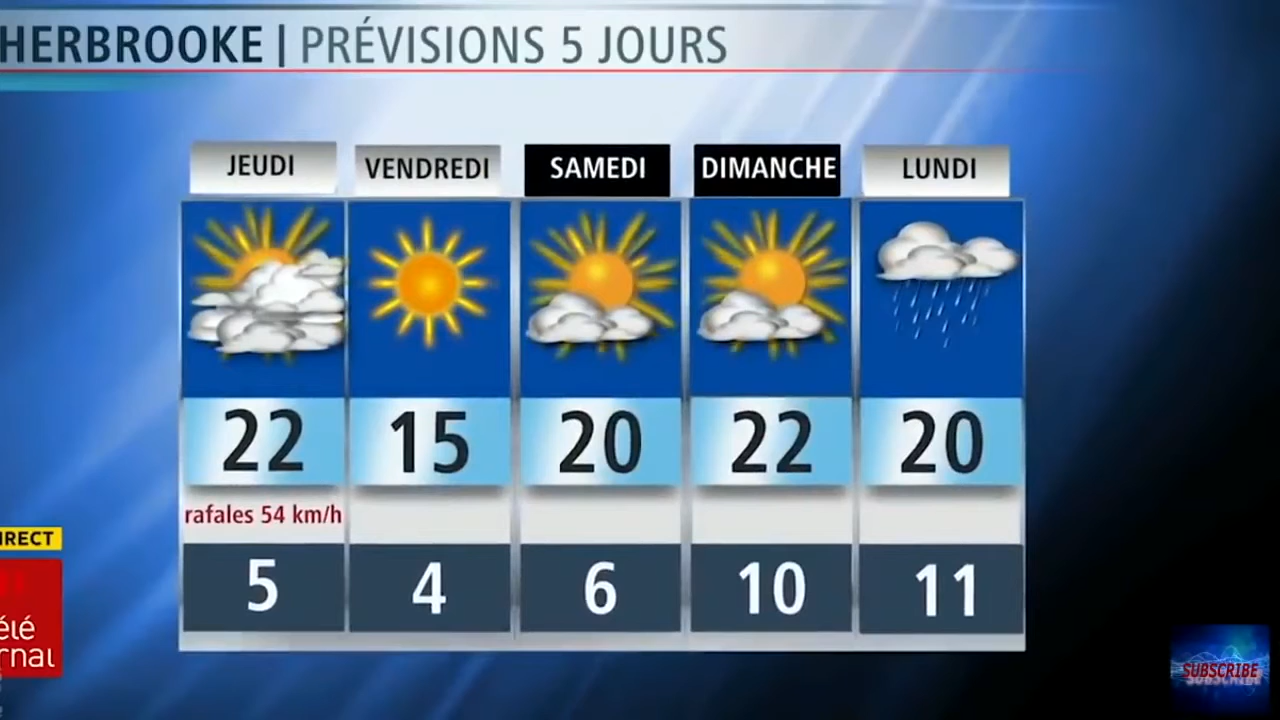 HERBROOKE | PRÉVISIONS 5 JOURS
JEUDI VENDREDI SAMEDI DIMANCHE LUNDI
22 15 20 22 20
rafales 54 km/h
IRECT
5 4 6 10 11
élé
rnal
SUBSCRIBE